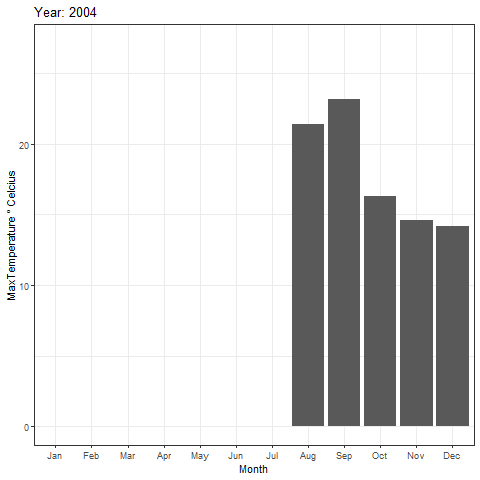 Year: 2004
MaxTemperature " Celcius
20
10
0
Jan Feb Mar Apr May Jun Jul Aug Sep Oct Nov Dec
Month